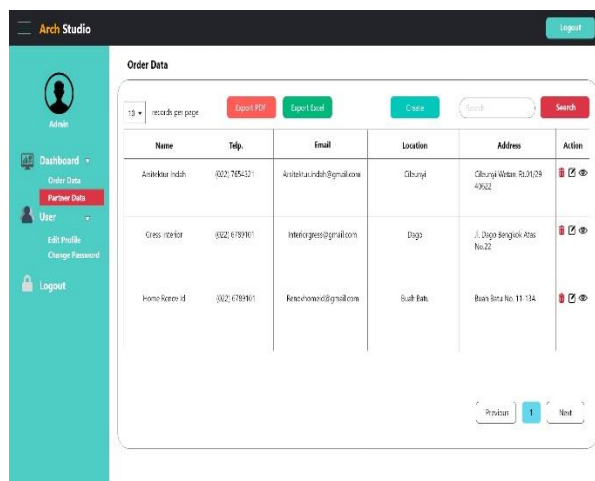 Arch Studio
Logout
Admin
Dashboard
Order Data
Partner Data
User
Edit Profile
Change Password
Logout
Order Data
records per page
Export PDF
Export Excel
Create
Search
Search
Name Telp. Email Location Address Action
Arsitektur Indah (022) 7654321 Arsitektur.indah@gmail.com Cileunyi Cileunyi Wetan. Rt.01/29
40622
Gress Interior (022) 6789101 Interiorgress@gmail.com Dago Jl. Dago Bengkok Atas
No.22
Home Renov Id (022) 6789101 Renovhomeid@gmail.com Buah Batu Buah Batu No. 11-13A
Previous 1 Next